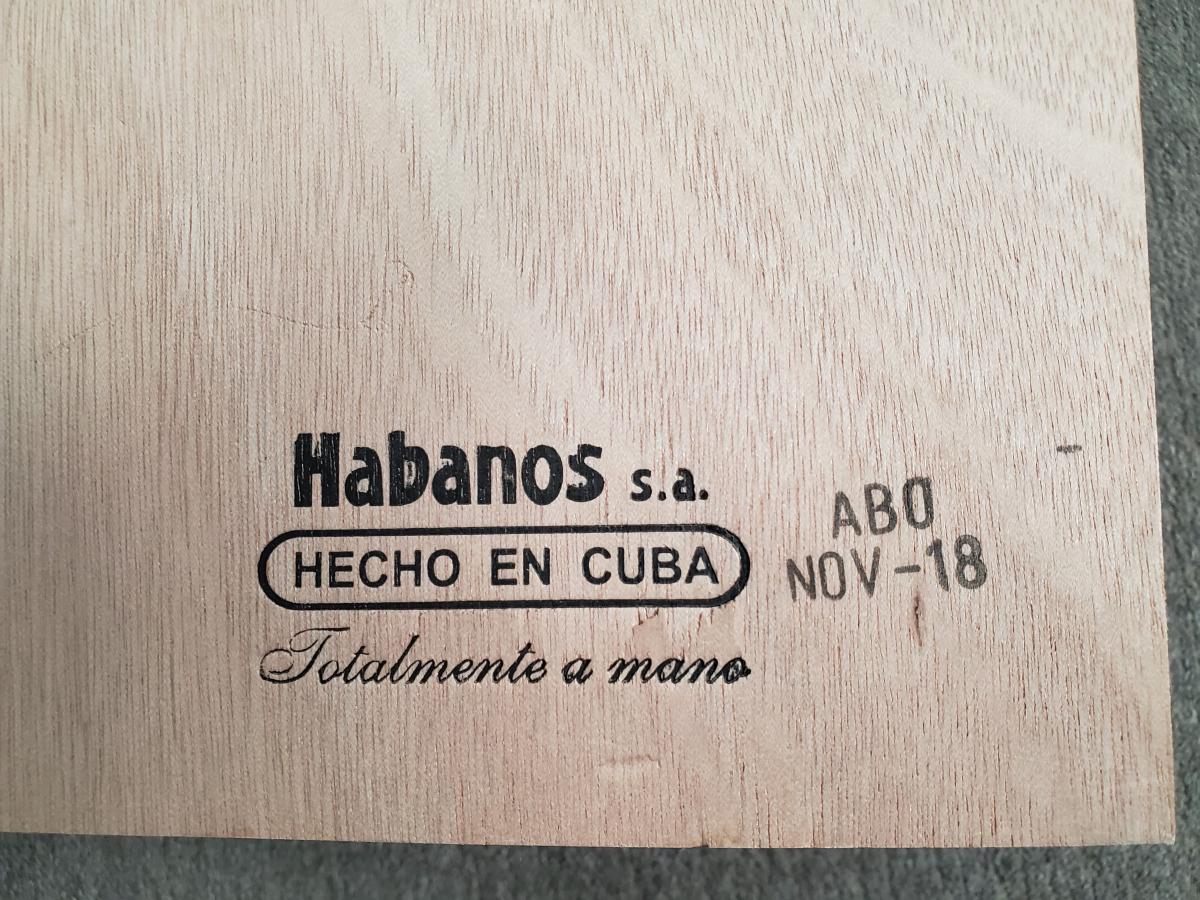 Habanos s.a.
HECHO EN CUBA
Totalmente a mano
ABO
NOV-18